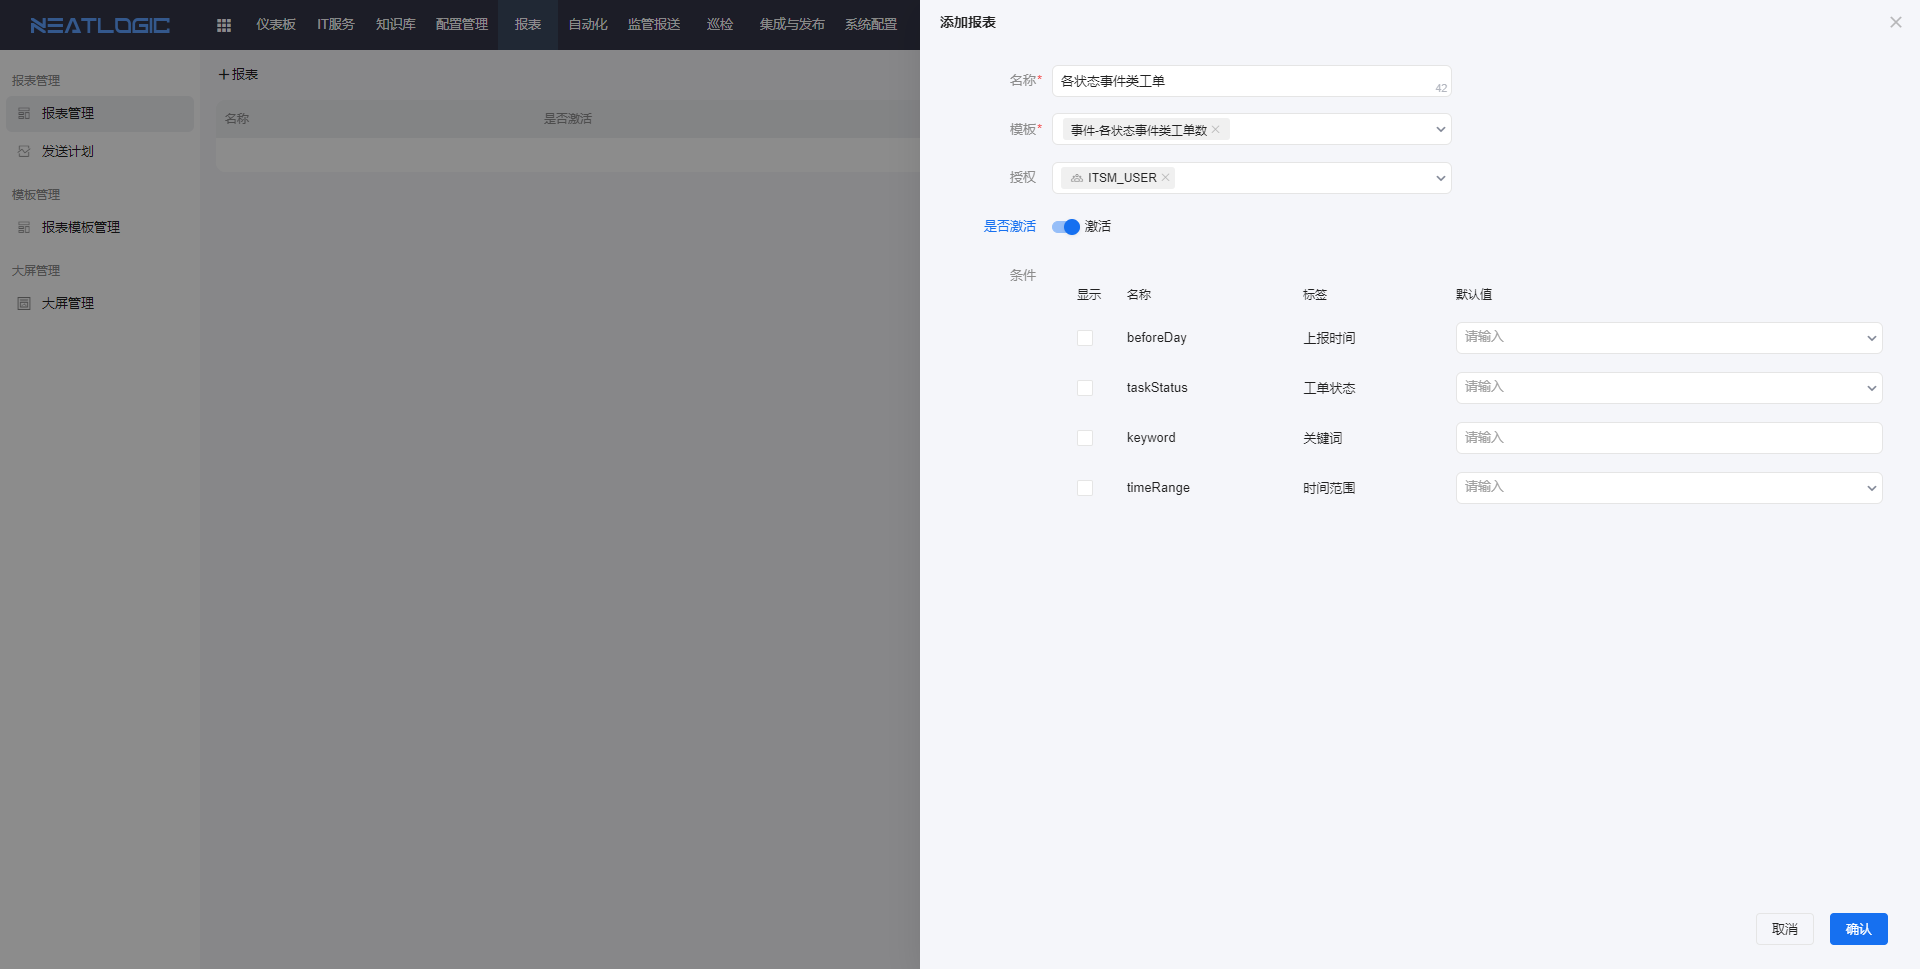 NEATLOGIC
仪表板 IT服务 知识库 配置管理 报表 自动化 监管报送 巡检 集成与发布 系统配置
报表管理
报表管理
发送计划
模板管理
报表模板管理
大屏管理
大屏管理
+报表
名称 是否激活
添加报表
名称* 各状态事件类工单 42
模板* 事件-各状态事件类工单数
授权 ITSM_USER
是否激活 激活
条件
显示 名称 标签 默认值
beforeDay 上报时间 请输入
taskStatus 工单状态 请输入
keyword 关键词 请输入
timeRange 时间范围 请输入
取消 确认